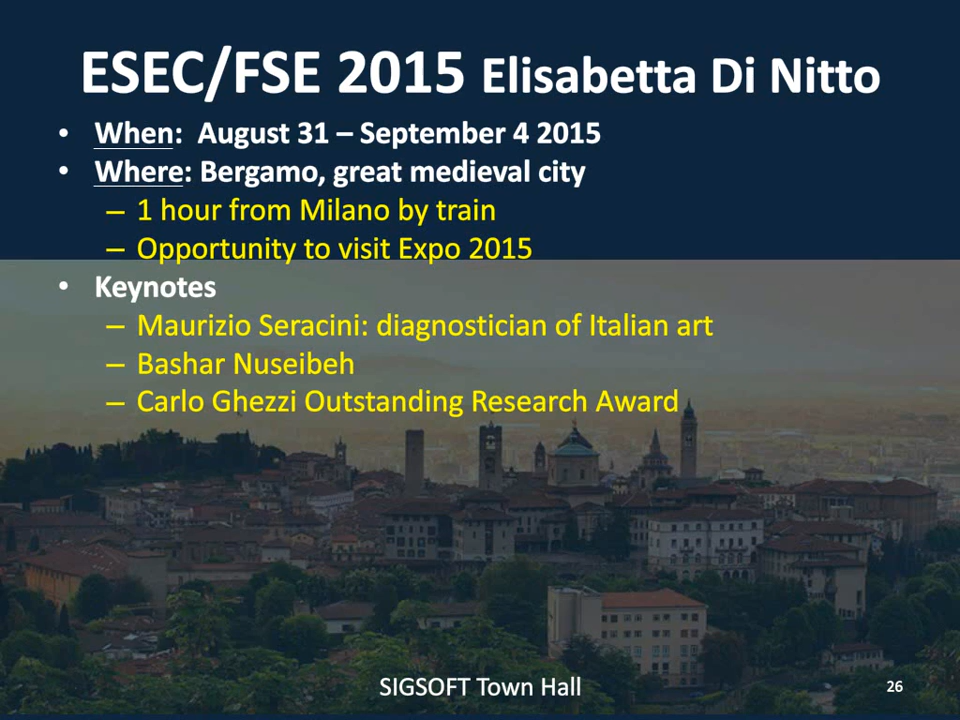 ESEC/FSE 2015 Elisabetta Di Nitto
• When: August 31 – September 4 2015
• Where: Bergamo, great medieval city
– 1 hour from Milano by train
– Opportunity to visit Expo 2015
• Keynotes
– Maurizio Seracini: diagnostician of Italian art
– Bashar Nuseibeh
– Carlo Ghezzi Outstanding Research Award
SIGSOFT Town Hall
26